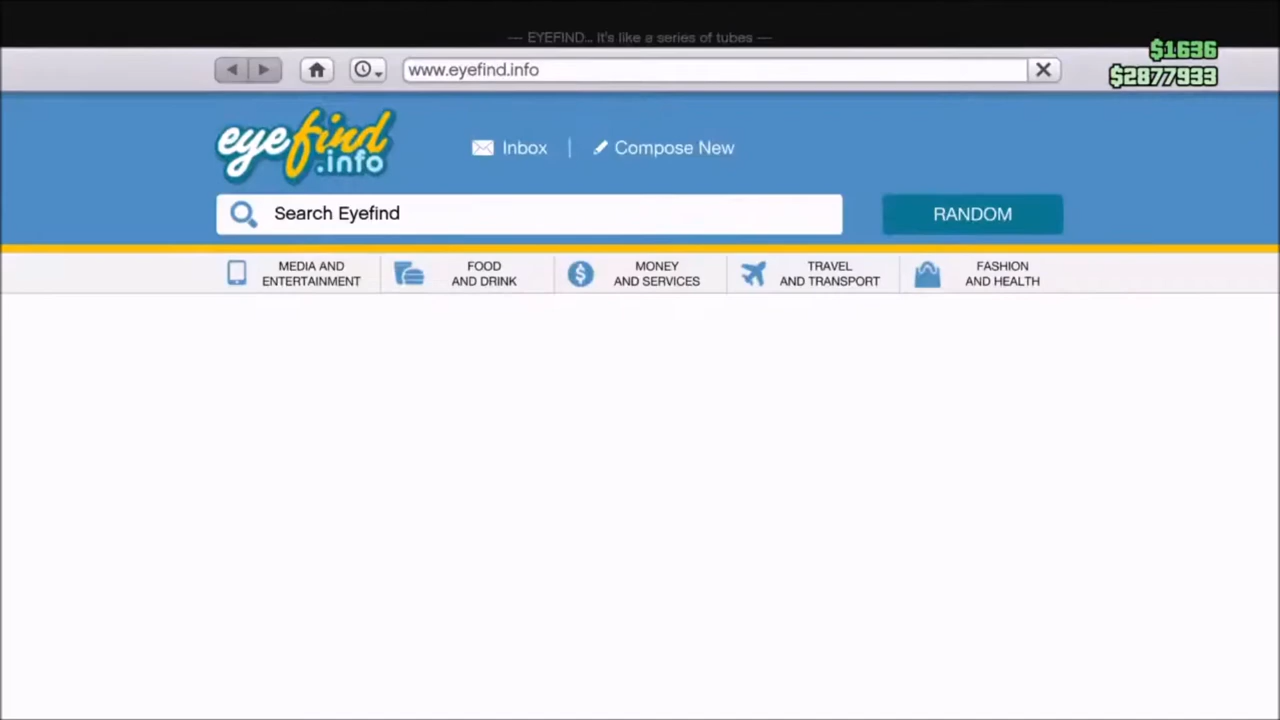 --- EYEFIND... It's like a series of tubes ---
$1636
www.eyefind.info
$2877933
eyefind
.info
Inbox | Compose New
Search Eyefind
RANDOM
MEDIA AND
ENTERTAINMENT
FOOD
AND DRINK
MONEY
AND SERVICES
TRAVEL
AND TRANSPORT
FASHION
AND HEALTH